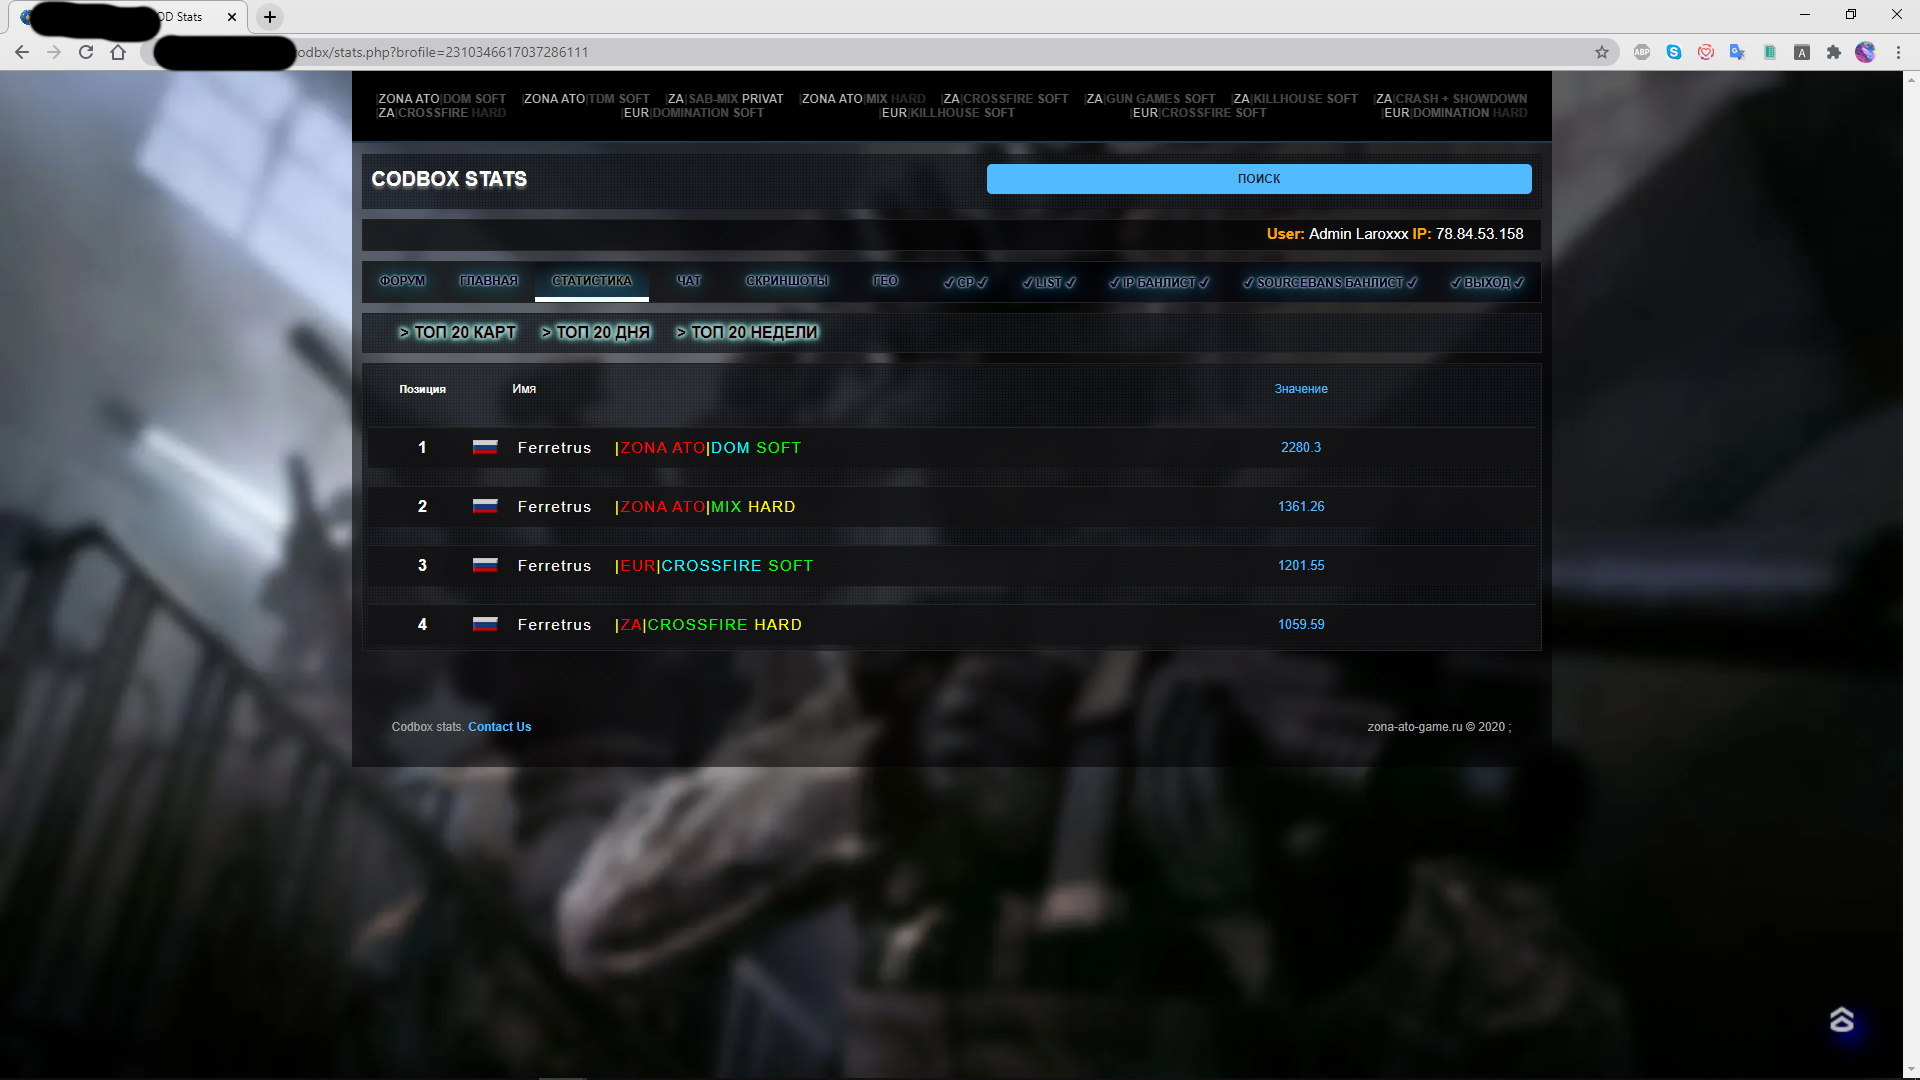 OD Stats
odbx/stats.php?brofile=2310346617037286111
ABP
A
|ZONA ATO|DOM SOFT |ZONA ATO|TDM SOFT |ZA|SAB-MIX PRIVAT |ZONA ATO|MIX HARD |ZA|CROSSFIRE SOFT |ZA|GUN GAMES SOFT |ZA|KILLHOUSE SOFT |ZA|CRASH + SHOWDOWN
|ZA|CROSSFIRE HARD |EUR|DOMINATION SOFT |EUR|KILLHOUSE SOFT |EUR|CROSSFIRE SOFT |EUR|DOMINATION HARD
CODBOX STATS
ПОИСК
User: Admin Laroxxx IP: 78.84.53.158
ФОРУМ ГЛАВНАЯ СТАТИСТИКА ЧАТ СКРИНШОТЫ ГЕО ✓ CP ✓ ✓ LIST ✓ ✓ IP БАНЛИСТ ✓ ✓ SOURCEBANS БАНЛИСТ ✓ ✓ ВЫХОД ✓
> ТОП 20 КАРТ > ТОП 20 ДНЯ > ТОП 20 НЕДЕЛИ
Позиция Имя Значение
1 Ferretrus |ZONA ATO|DOM SOFT 2280.3
2 Ferretrus |ZONA ATO|MIX HARD 1361.26
3 Ferretrus |EUR|CROSSFIRE SOFT 1201.55
4 Ferretrus |ZA|CROSSFIRE HARD 1059.59
Codbox stats. Contact Us zona-ato-game.ru © 2020 ;